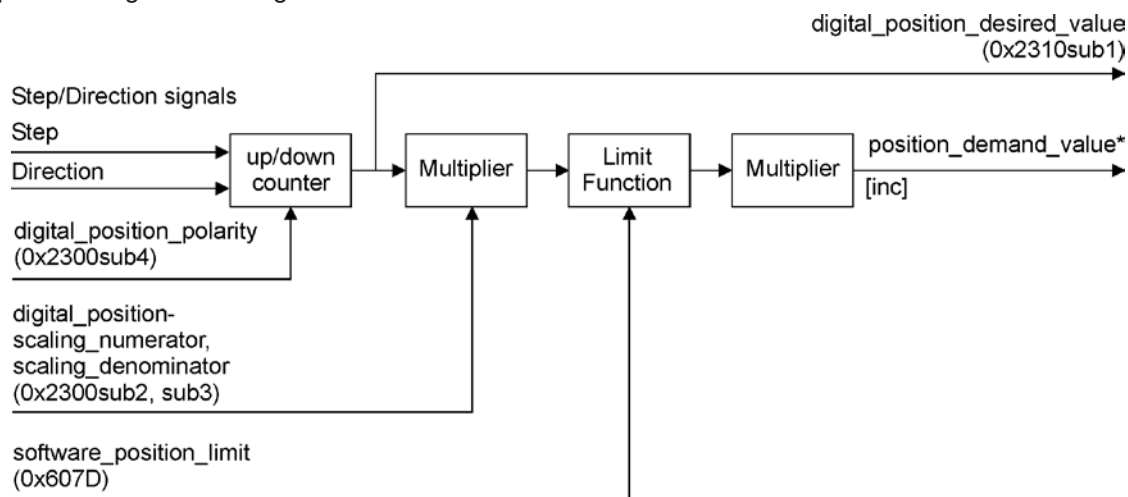 digital_position_desired_value
(0x2310sub1)
Step/Direction signals
Step
Direction
up/down
counter
Multiplier
Limit
Function
Multiplier
position_demand_value*
[inc]
digital_position_polarity
(0x2300sub4)
digital_position-
scaling_numerator,
scaling_denominator
(0x2300sub2, sub3)
software_position_limit
(0x607D)